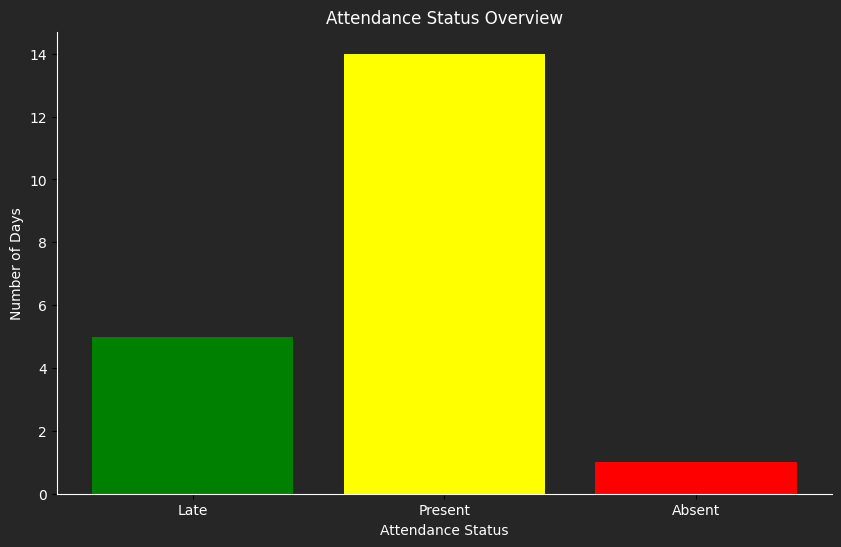 Attendance Status Overview
Number of Days
14
12
10
8
6
4
2
0
Late Present Absent
Attendance Status